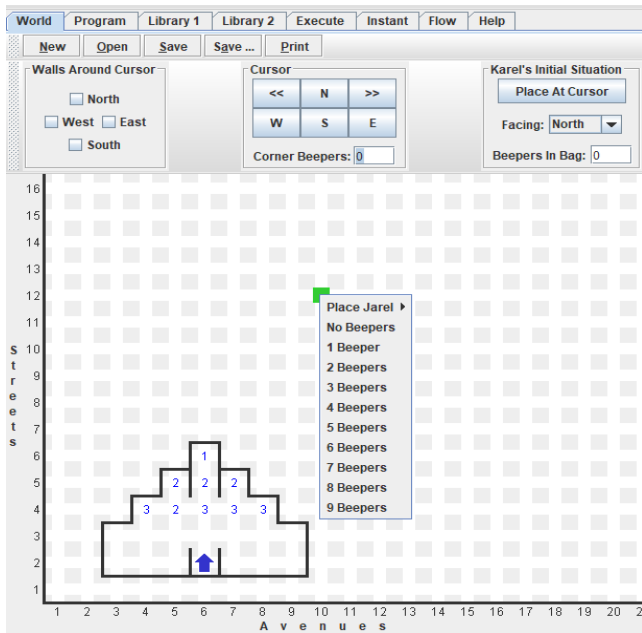 World Program Library 1 Library 2 Execute Instant Flow Help
New Open Save Save ... Print
Walls Around Cursor
North
West East
South
Cursor
<< N >>
W S E
Corner Beepers: 0
Karel's Initial Situation
Place At Cursor
Facing: North
Beepers In Bag: 0
Place Jarel
No Beepers
1 Beeper
2 Beepers
3 Beepers
4 Beepers
5 Beepers
6 Beepers
7 Beepers
8 Beepers
9 Beepers
Streets
16
15
14
13
12
11
10
9
8
7
6
5
4
3
2
1
1
2 2 2
3 2 3 3 3
1 2 3 4 5 6 7 8 9 10 11 12 13 14 15 16 17 18 19 20 2
Avenues